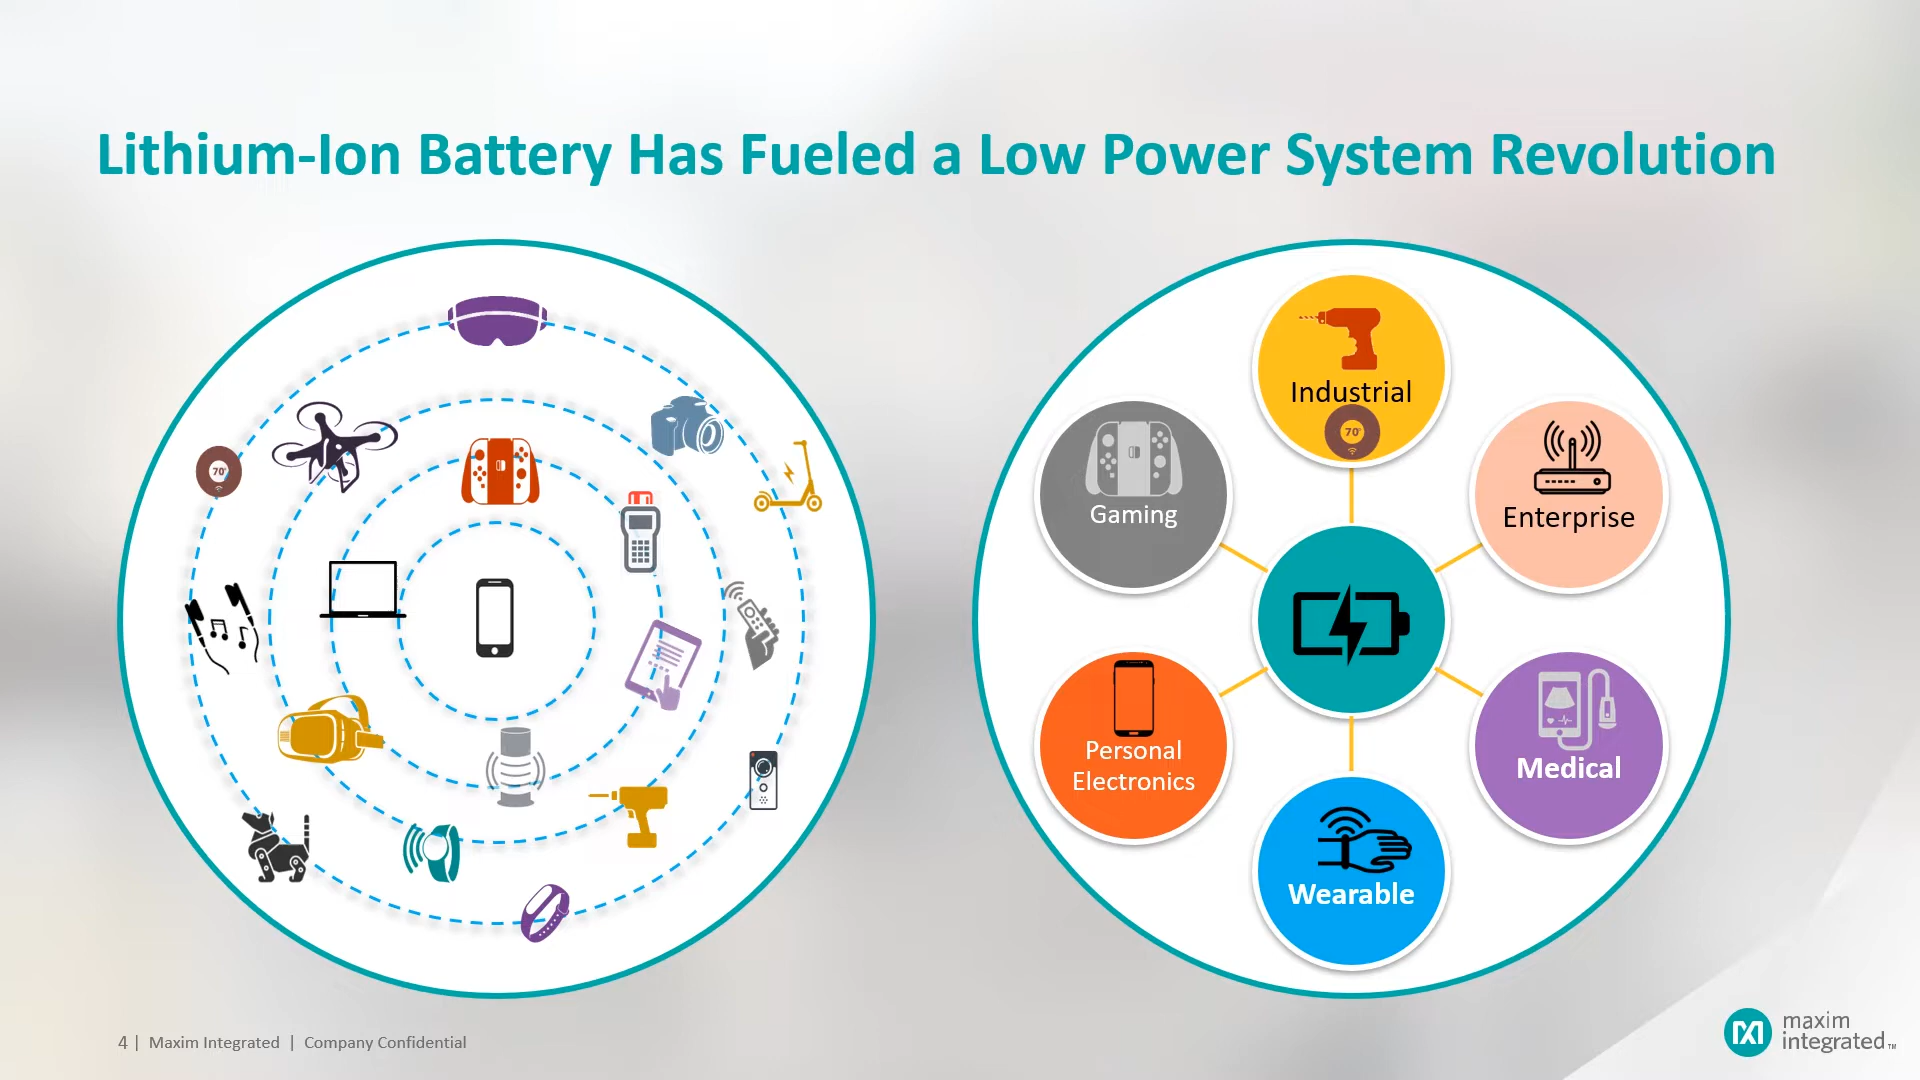 Lithium-Ion Battery Has Fueled a Low Power System Revolution
70°
Industrial
70°
Gaming
Enterprise
Personal
Electronics
Medical
Wearable
4 | Maxim Integrated | Company Confidential
maxim
integrated™